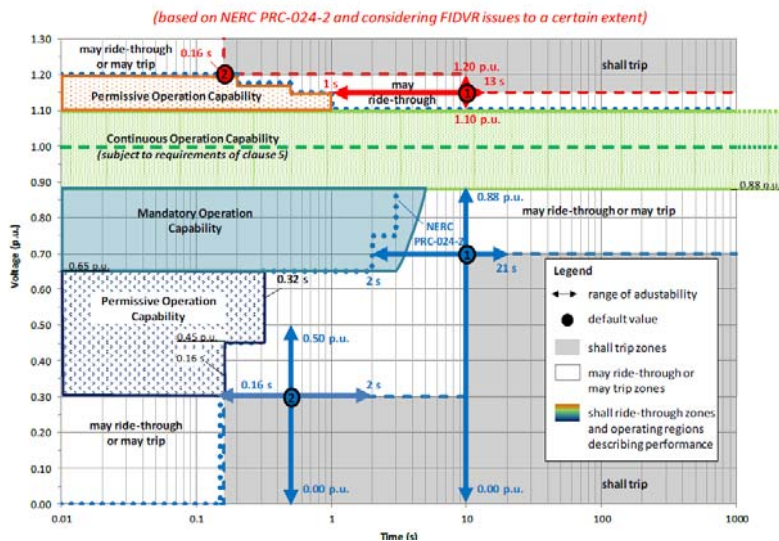 (based on NERC PRC-024-2 and considering FIDVR issues to a certain extent)
1.30
1.20
1.10
1.00
0.90
0.80
0.70
0.60
0.50
0.40
0.30
0.20
0.10
0.00
Voltage (p.u.)
may ride-through
or may trip
0.16 s
2
1.20 p.u.
shall trip
Permissive Operation Capability
1 s
may
ride-through
13 s
1
1.10 p.u.
Continuous Operation Capability
(subject to requirements of clause 5)
0.88 p.u.
0.88 p.u.
Mandatory Operation
Capability
NERC
PRC-024-2
may ride-through or may trip
0.65 p.u.
0.32 s
2 s
1
21 s
Permissive Operation
Capability
0.45 p.u.
0.16 s
0.50 p.u.
0.16 s
2 s
2
may ride-through
or may trip
0.00 p.u.
0.00 p.u.
shall trip
Legend
range of adustability
default value
shall trip zones
may ride-through or
may trip zones
shall ride-through zones
and operating regions
describing performance
0.01
0.1
1
10
100
1000
Time (s)